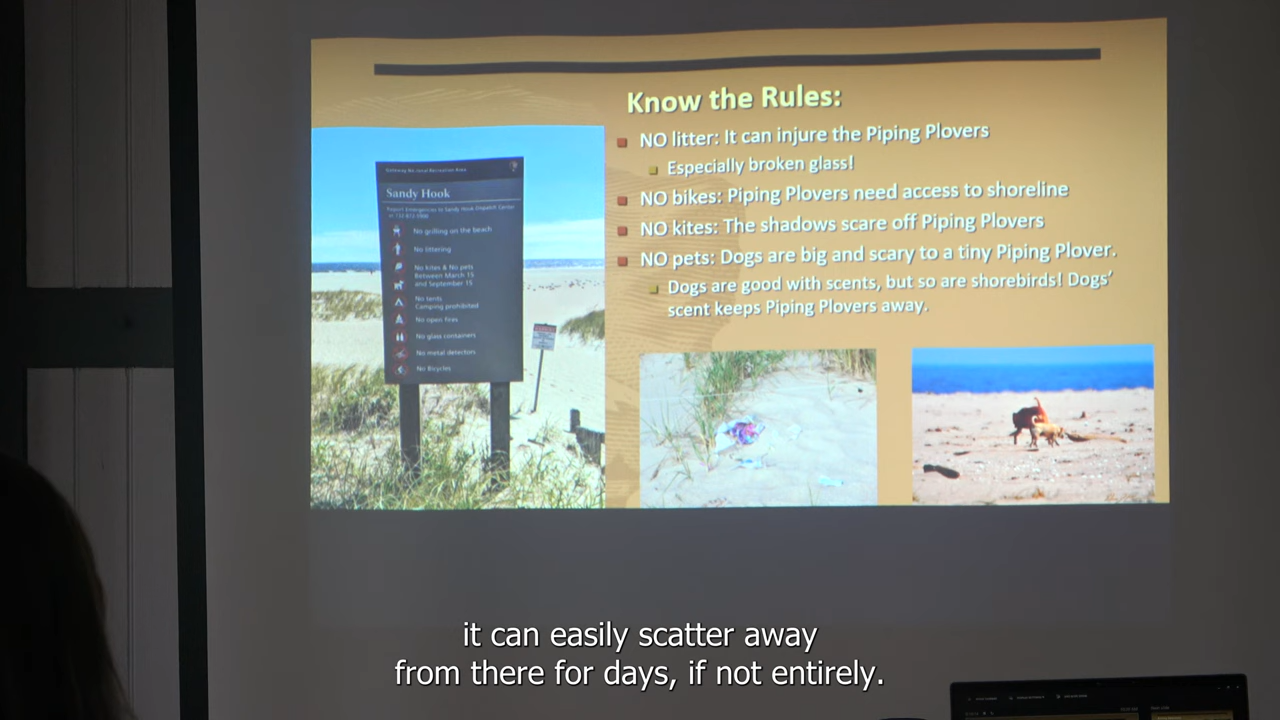 Know the Rules:
NO litter: It can injure the Piping Plovers
Especially broken glass!
NO bikes: Piping Plovers need access to shoreline
NO kites: The shadows scare off Piping Plovers
NO pets: Dogs are big and scary to a tiny Piping Plover.
Dogs are good with scents, but so are shorebirds! Dogs'
scent keeps Piping Plovers away.
Sandy Hook
No grilling on the beach
No littering
No kites & No pets
Between March 15
and September 15
No tents
Camping prohibited
No open fires
No glass containers
No metal detectors
No Bicycles
it can easily scatter away
from there for days, if not entirely.